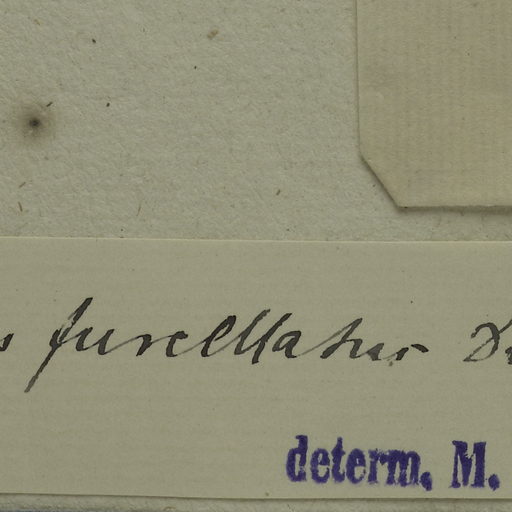 furcellatus
determ. M.